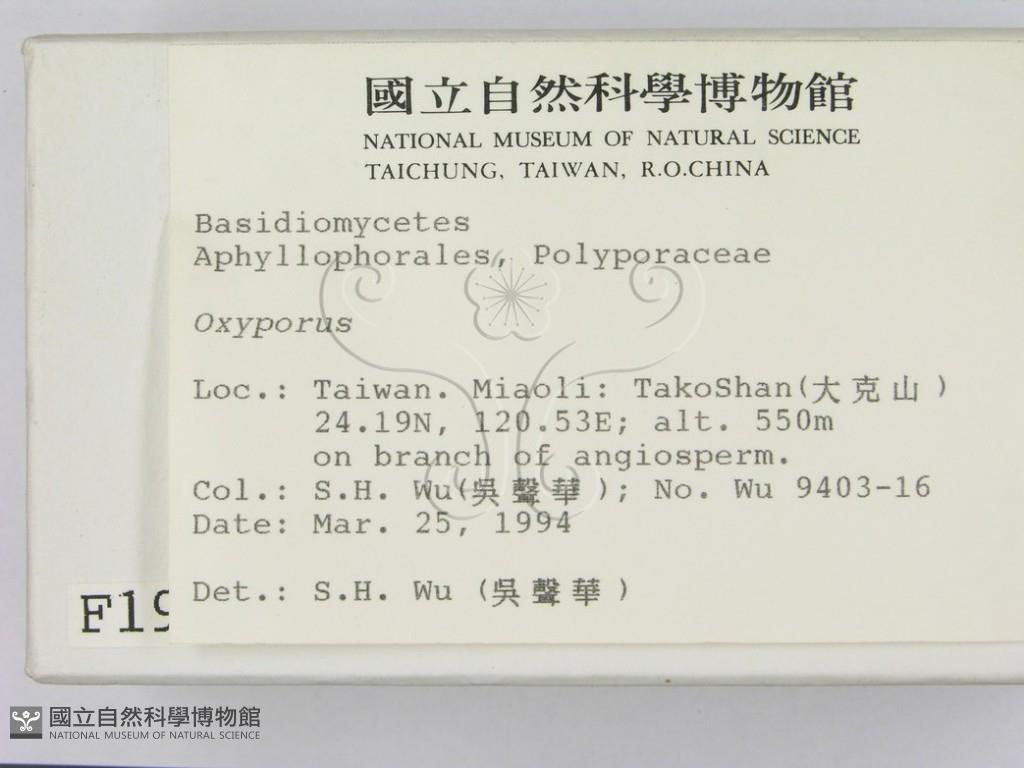 國立自然科學博物館
NATIONAL MUSEUM OF NATURAL SCIENCE
TAICHUNG, TAIWAN, R.O.CHINA
Basidiomycetes
Aphyllophorales, Polyporaceae
Oxyporus
Loc.: Taiwan. Miaoli: TakoShan(大克山)
24.19N, 120.53E; alt. 550m
on branch of angiosperm.
Col.: S.H. Wu(吳聲華); No. Wu 9403-16
Date: Mar. 25, 1994
Det.: S.H. Wu (吳聲華)
F19
國立自然科學博物館
NATIONAL MUSEUM OF NATURAL SCIENCE